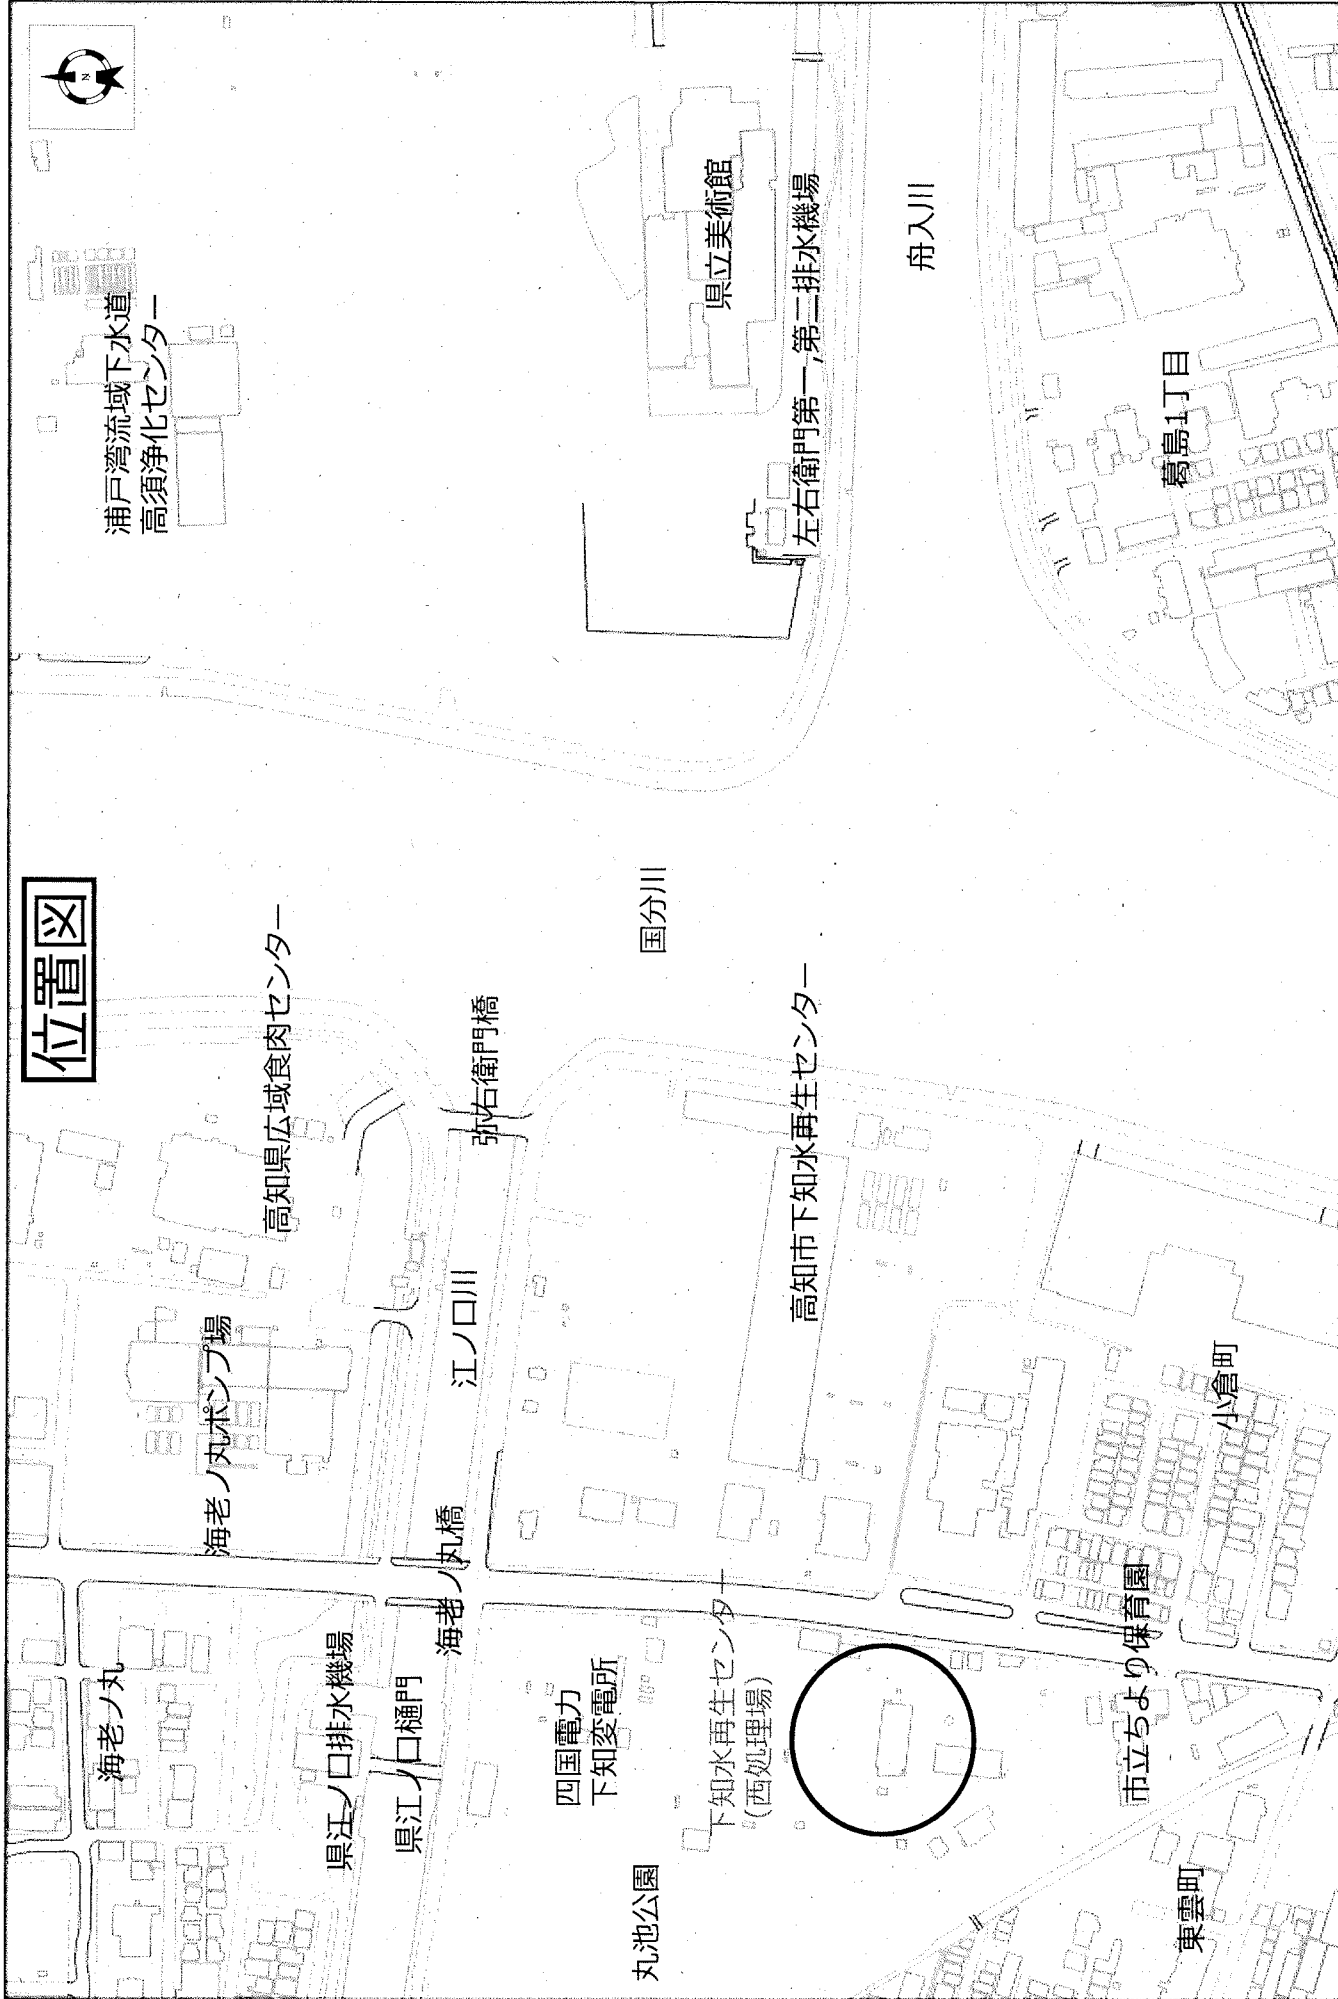 位置図
N
浦戸湾流域下水道
高須浄化センター
県立美術館
左右衛門第一,第二排水機場
舟入川
葛島1丁目
国分川
高知県広域食肉センター
弥右衛門橋
江ノ口川
高知市下知水再生センター
海老ノ丸ポンプ場
海老ノ丸橋
小倉町
海老ノ丸
県江ノ口排水機場
県江ノ口樋門
四国電力
下知変電所
下知水再生センター
(西処理場)
市立ちより保育園
丸池公園
東雲町